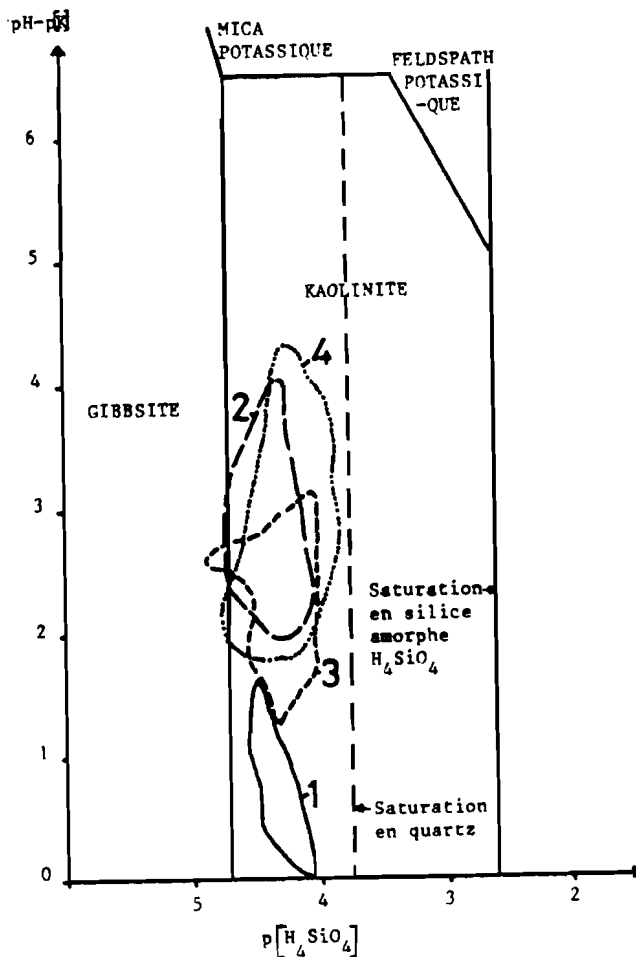 pH-pK
MICA
POTASSIQUE
FELDSPATH
POTASSI
-QUE
6
5
KAOLINITE
4
4
2
GIBBSITE
3
Saturation
en silice
amorphe
H₄SiO₄
2
3
1
1
Saturation
en quartz
0
5
4
3
2
p[H₄SiO₄]